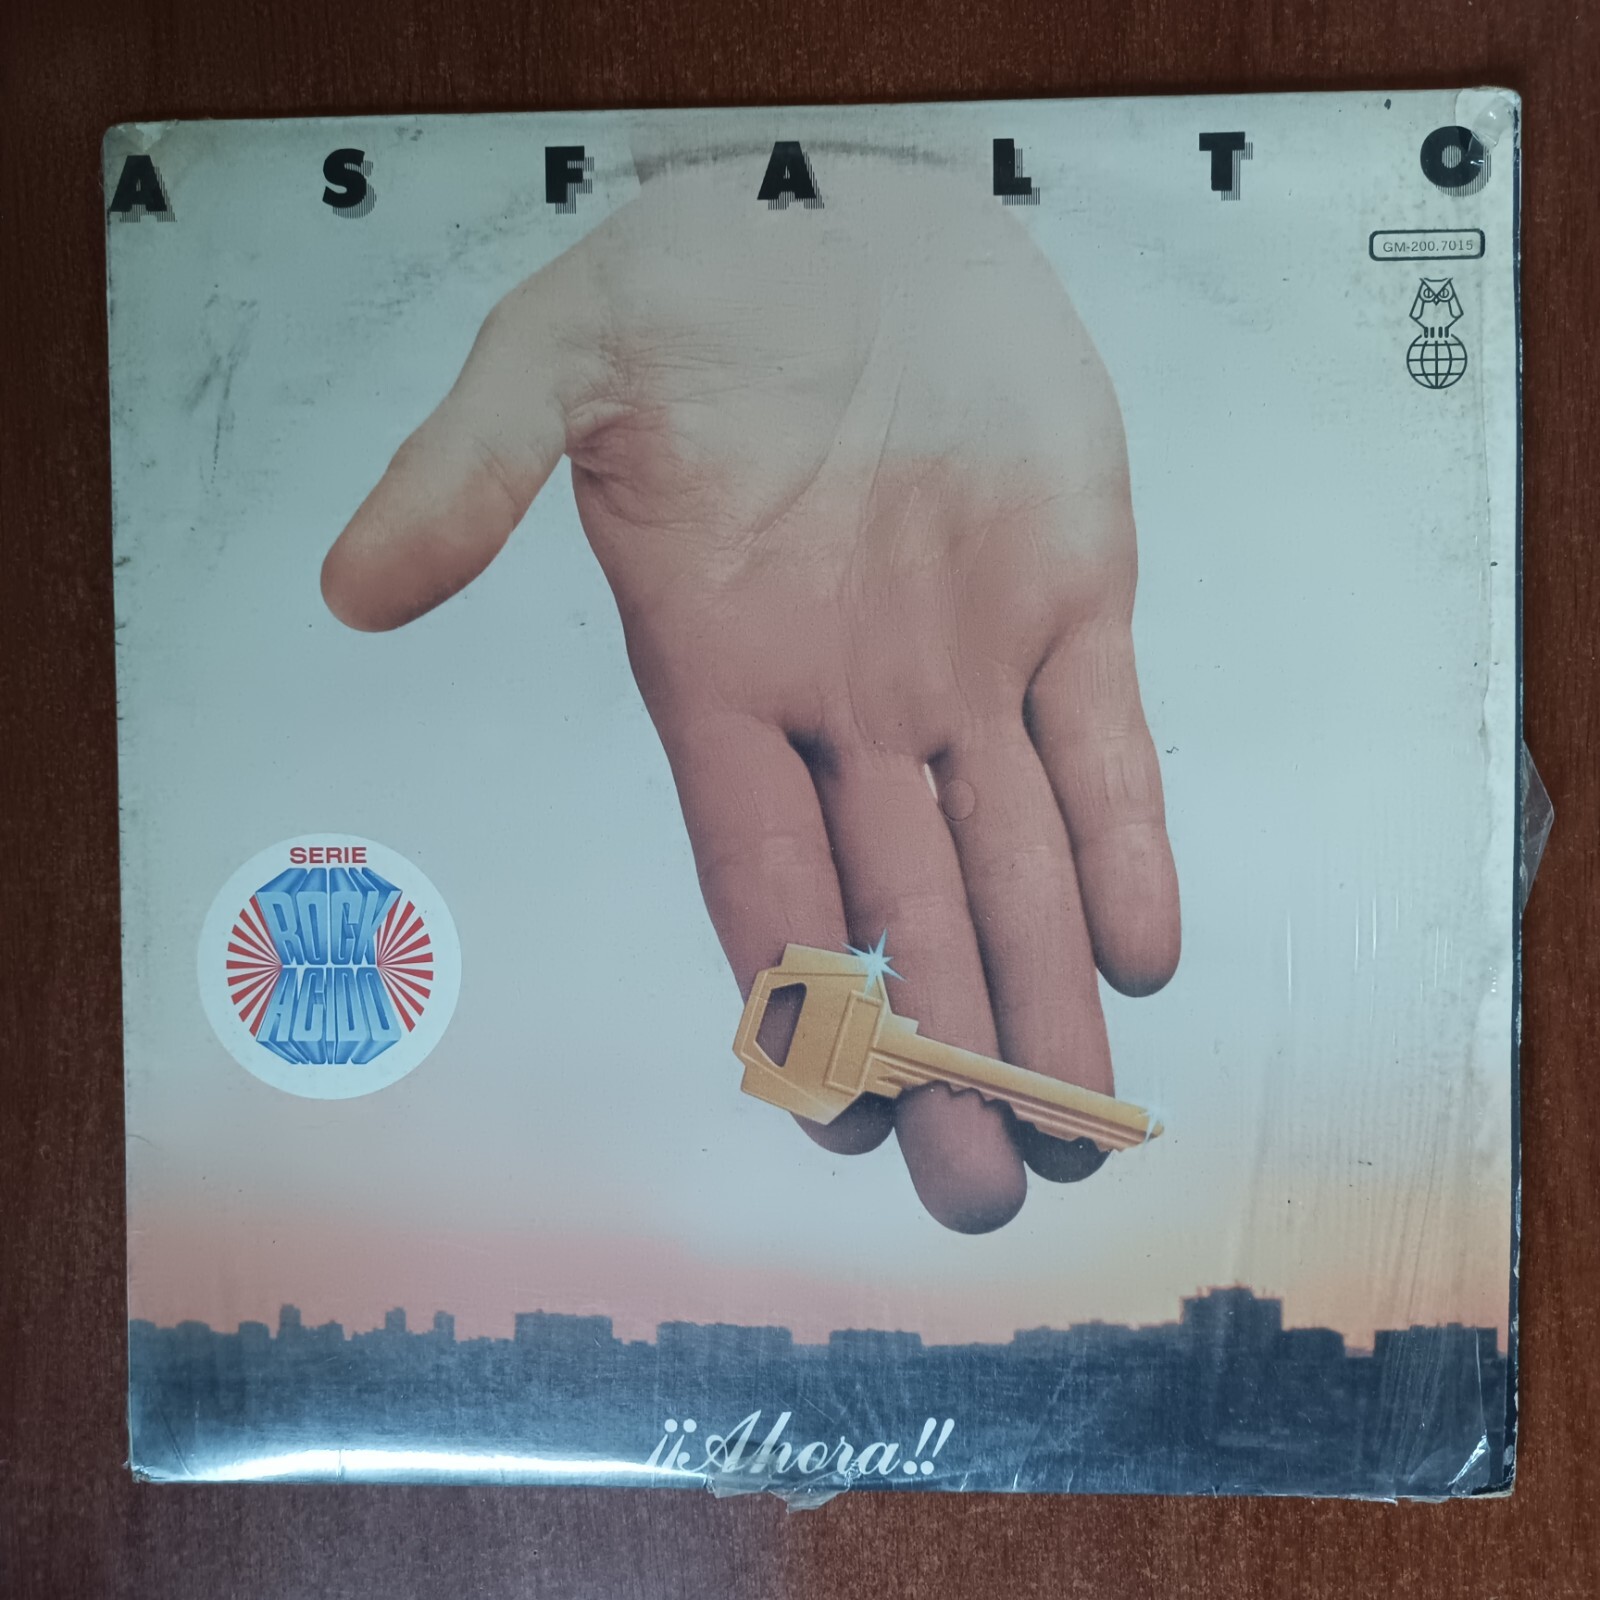 ASFALTO
GM-200.7015
SERIE
ROCK
ACIDO
¡¡Ahora!!